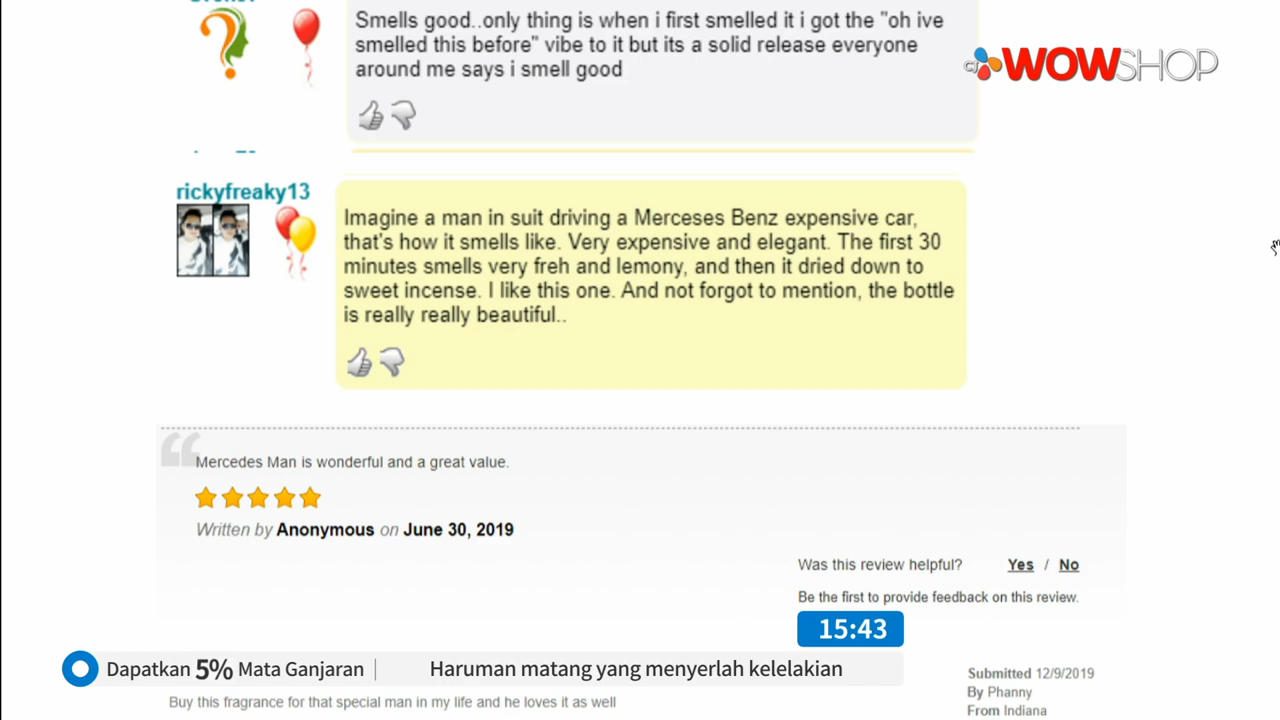 Smells good..only thing is when i first smelled it i got the "oh ive
smelled this before" vibe to it but its a solid release everyone
around me says i smell good
CJ WOWSHOP
rickyfreaky13
Imagine a man in suit driving a Merceses Benz expensive car,
that's how it smells like. Very expensive and elegant. The first 30
minutes smells very freh and lemony, and then it dried down to
sweet incense. I like this one. And not forgot to mention, the bottle
is really really beautiful..
Mercedes Man is wonderful and a great value.
Written by Anonymous on June 30, 2019
Was this review helpful? Yes / No
Be the first to provide feedback on this review.
15:43
Dapatkan 5% Mata Ganjaran | Haruman matang yang menyerlah kelelakian
Submitted 12/9/2019
By Phanny
From Indiana
Buy this fragrance for that special man in my life and he loves it as well